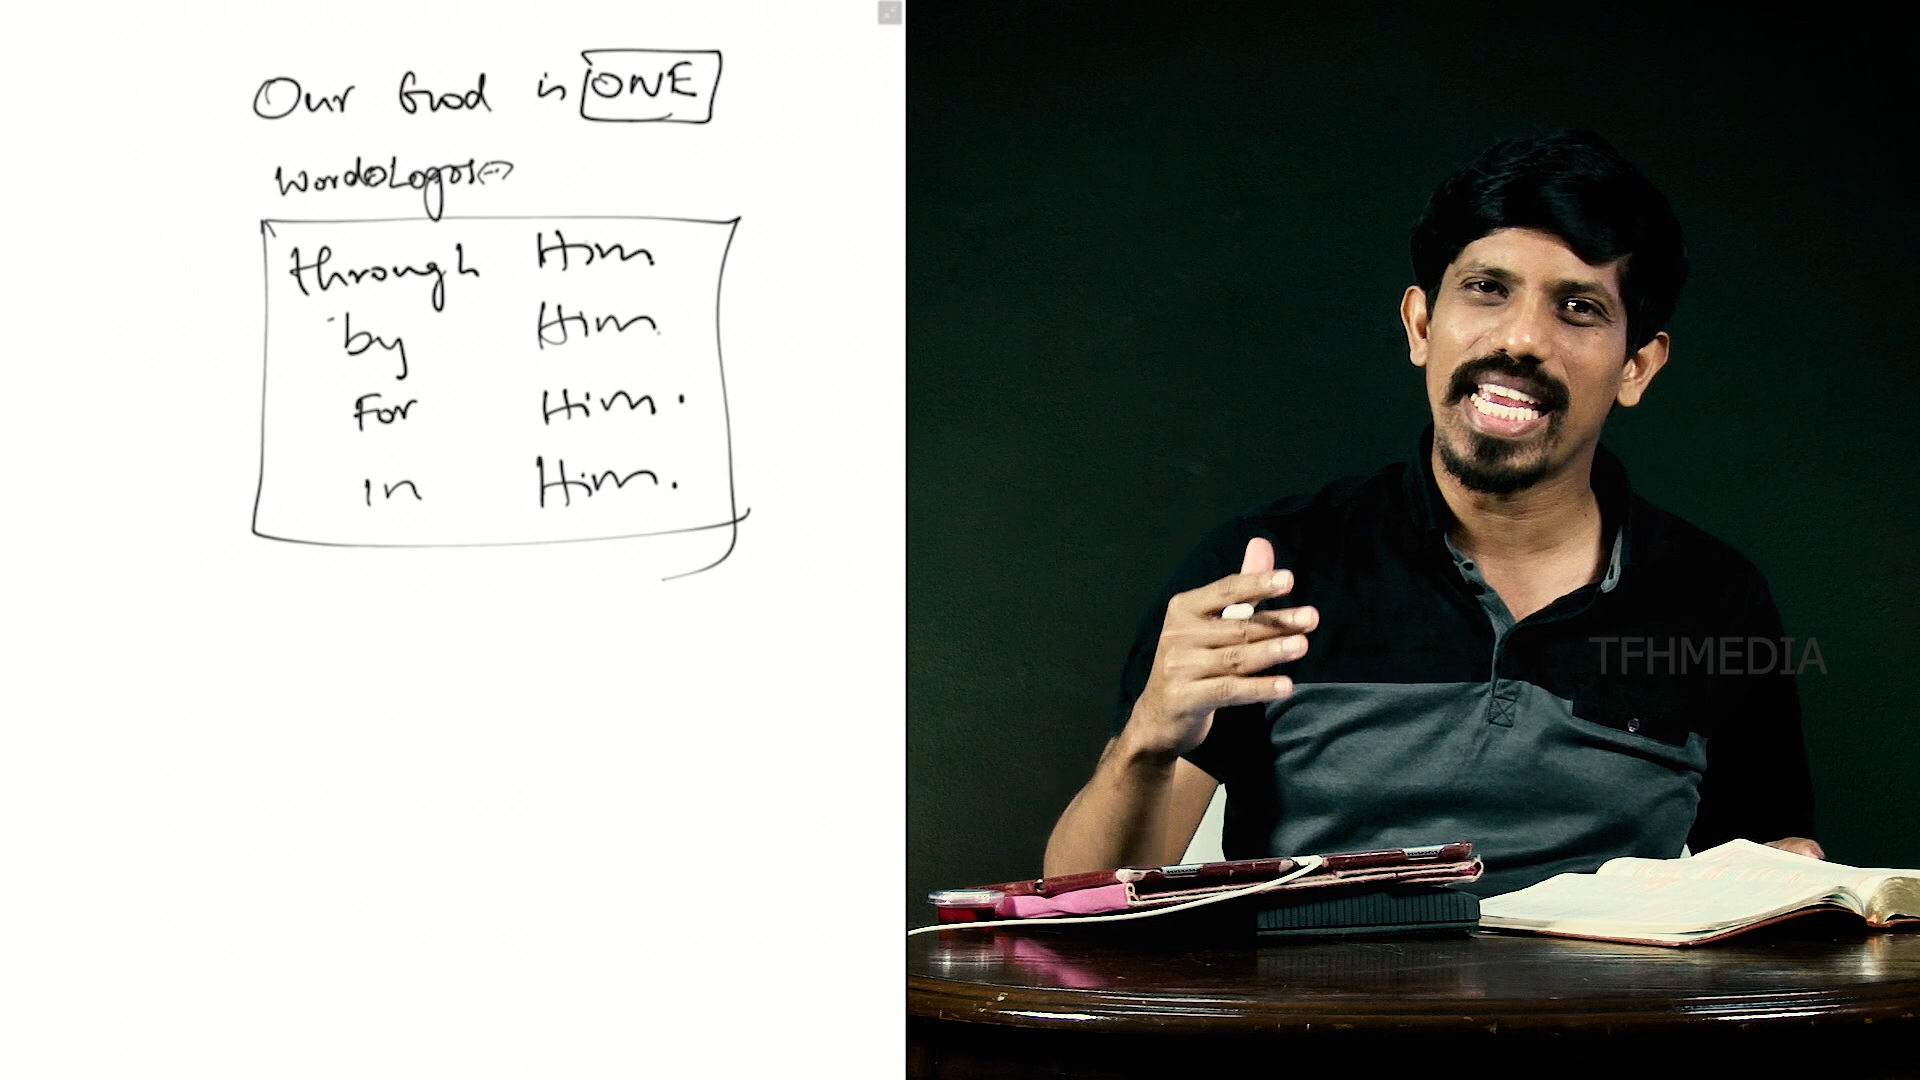 Our God is ONE
Word Logos
through Him
by Him
For Him.
in Him.
TFHMEDIA